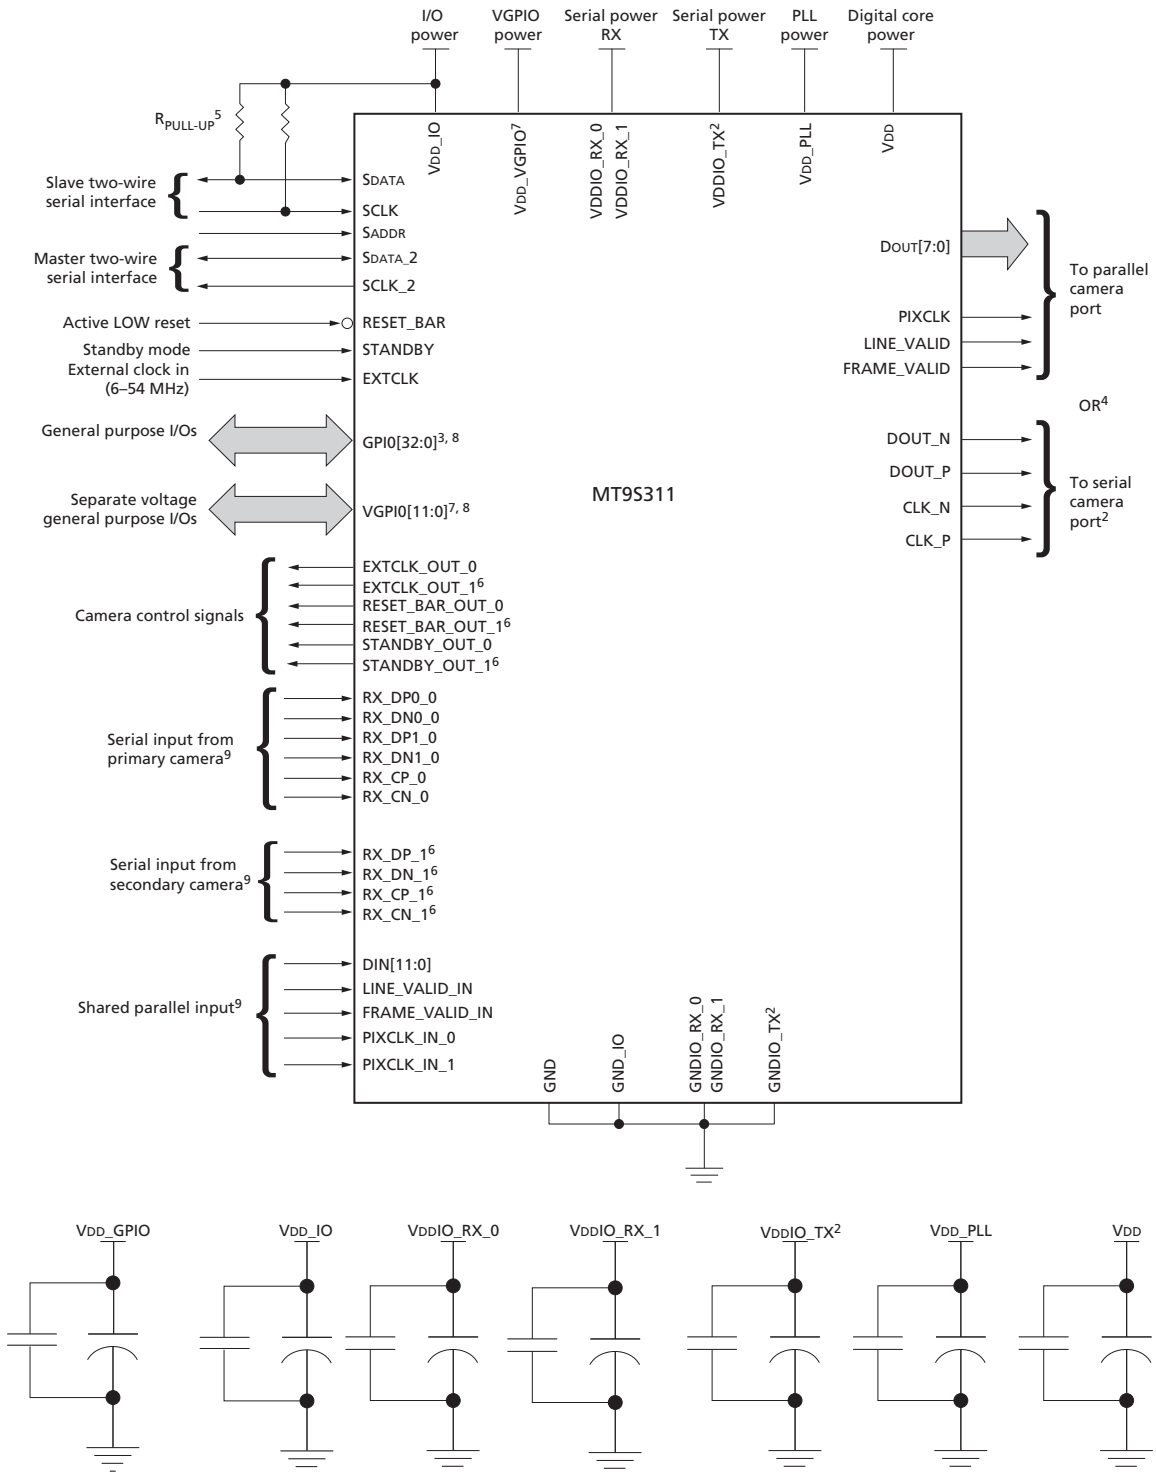 I/O
power
VGPIO
power
Serial power
RX
Serial power
TX
PLL
power
Digital core
power
RPULL-UP5
VDD_IO
VDD_VGPIO7
VDDIO_RX_0
VDDIO_RX_1
VDDIO_TX2
VDD_PLL
VDD
Slave two-wire
serial interface
SDATA
SCLK
SADDR
Master two-wire
serial interface
SDATA_2
SCLK_2
Active LOW reset
RESET_BAR
Standby mode
STANDBY
External clock in
(6–54 MHz)
EXTCLK
General purpose I/Os
GPI0[32:0]3, 8
Separate voltage
general purpose I/Os
VGPI0[11:0]7, 8
Camera control signals
EXTCLK_OUT_0
EXTCLK_OUT_16
RESET_BAR_OUT_0
RESET_BAR_OUT_16
STANDBY_OUT_0
STANDBY_OUT_16
Serial input from
primary camera9
RX_DP0_0
RX_DN0_0
RX_DP1_0
RX_DN1_0
RX_CP_0
RX_CN_0
Serial input from
secondary camera9
RX_DP_16
RX_DN_16
RX_CP_16
RX_CN_16
Shared parallel input9
DIN[11:0]
LINE_VALID_IN
FRAME_VALID_IN
PIXCLK_IN_0
PIXCLK_IN_1
MT9S311
DOUT[7:0]
PIXCLK
LINE_VALID
FRAME_VALID
To parallel
camera
port
OR4
DOUT_N
DOUT_P
CLK_N
CLK_P
To serial
camera
port2
GND
GND_IO
GNDIO_RX_0
GNDIO_RX_1
GNDIO_TX2
VDD_GPIO
VDD_IO
VDDIO_RX_0
VDDIO_RX_1
VDDIO_TX2
VDD_PLL
VDD